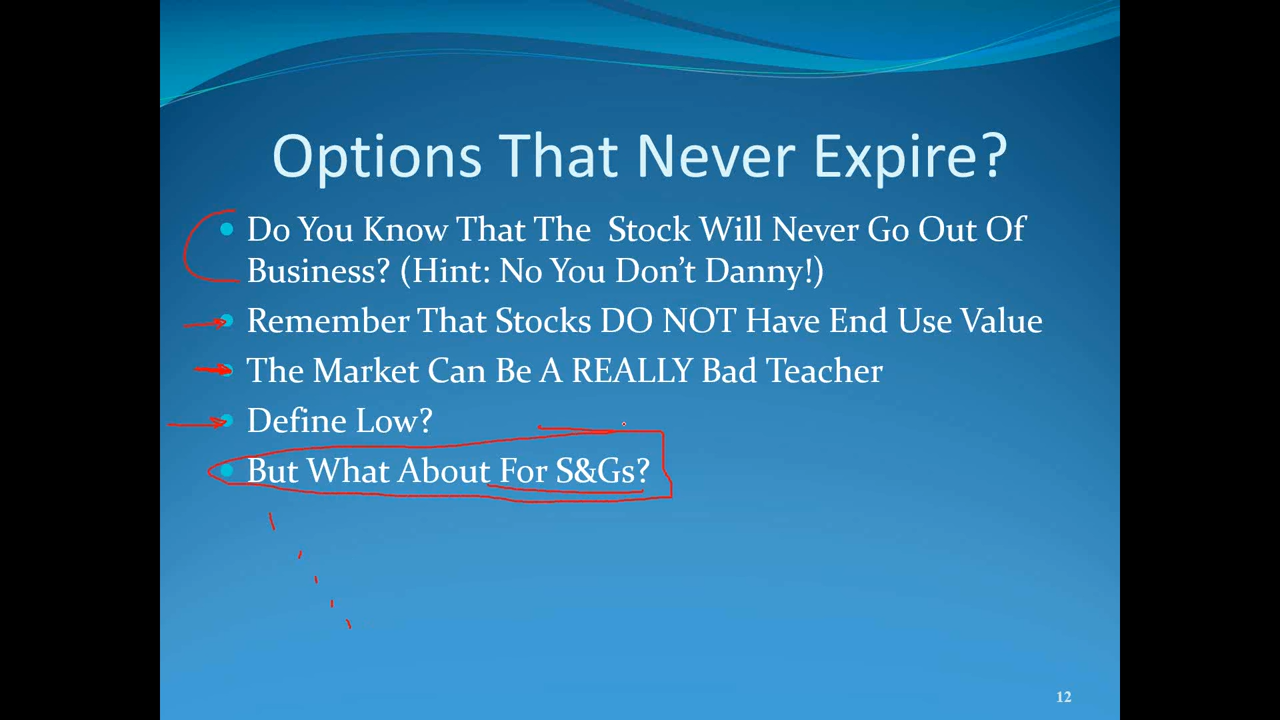 Options That Never Expire?
Do You Know That The Stock Will Never Go Out Of
Business? (Hint: No You Don't Danny!)
Remember That Stocks DO NOT Have End Use Value
The Market Can Be A REALLY Bad Teacher
Define Low?
But What About For S&Gs?
12